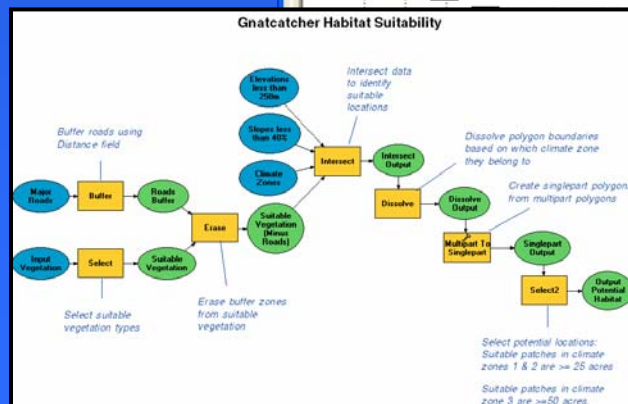 Gnatcatcher Habitat Suitability
Elevations
less than
250m
Intersect data
to identify
suitable
locations
Buffer roads using
Distance field
Slopes less
than 40%
Climate
Zones
Intersect
Intersect
Output
Dissolve polygon boundaries
based on which climate zone
they belong to
Major
Roads
Buffer
Roads
Buffer
Erase
Suitable
Vegetation
(Minus
Roads)
Dissolve
Dissolve
Output
Create singlepart polygons
from multipart polygons
Multipart To
Singlepart
Singlepart
Output
Input
Vegetation
Select
Suitable
Vegetation
Select suitable
vegetation types
Erase buffer zones
from suitable
vegetation
Select2
Output
Potential
Habitat
Select potential locations:
Suitable patches in climate
zones 1 & 2 are >= 25 acres
Suitable patches in climate
zone 3 are >=50 acres.